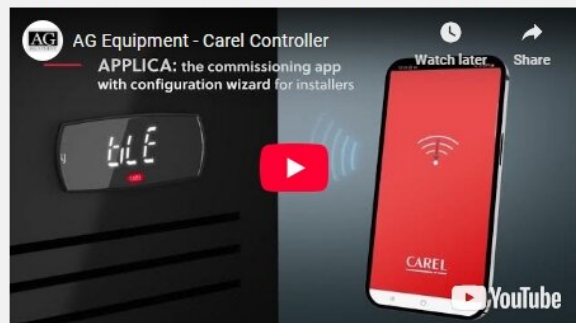 AG
AG Equipment - Carel Controller
Watch later
Share
APPLICA: the commissioning app
with configuration wizard for installers
bLE
CAREL
YouTube